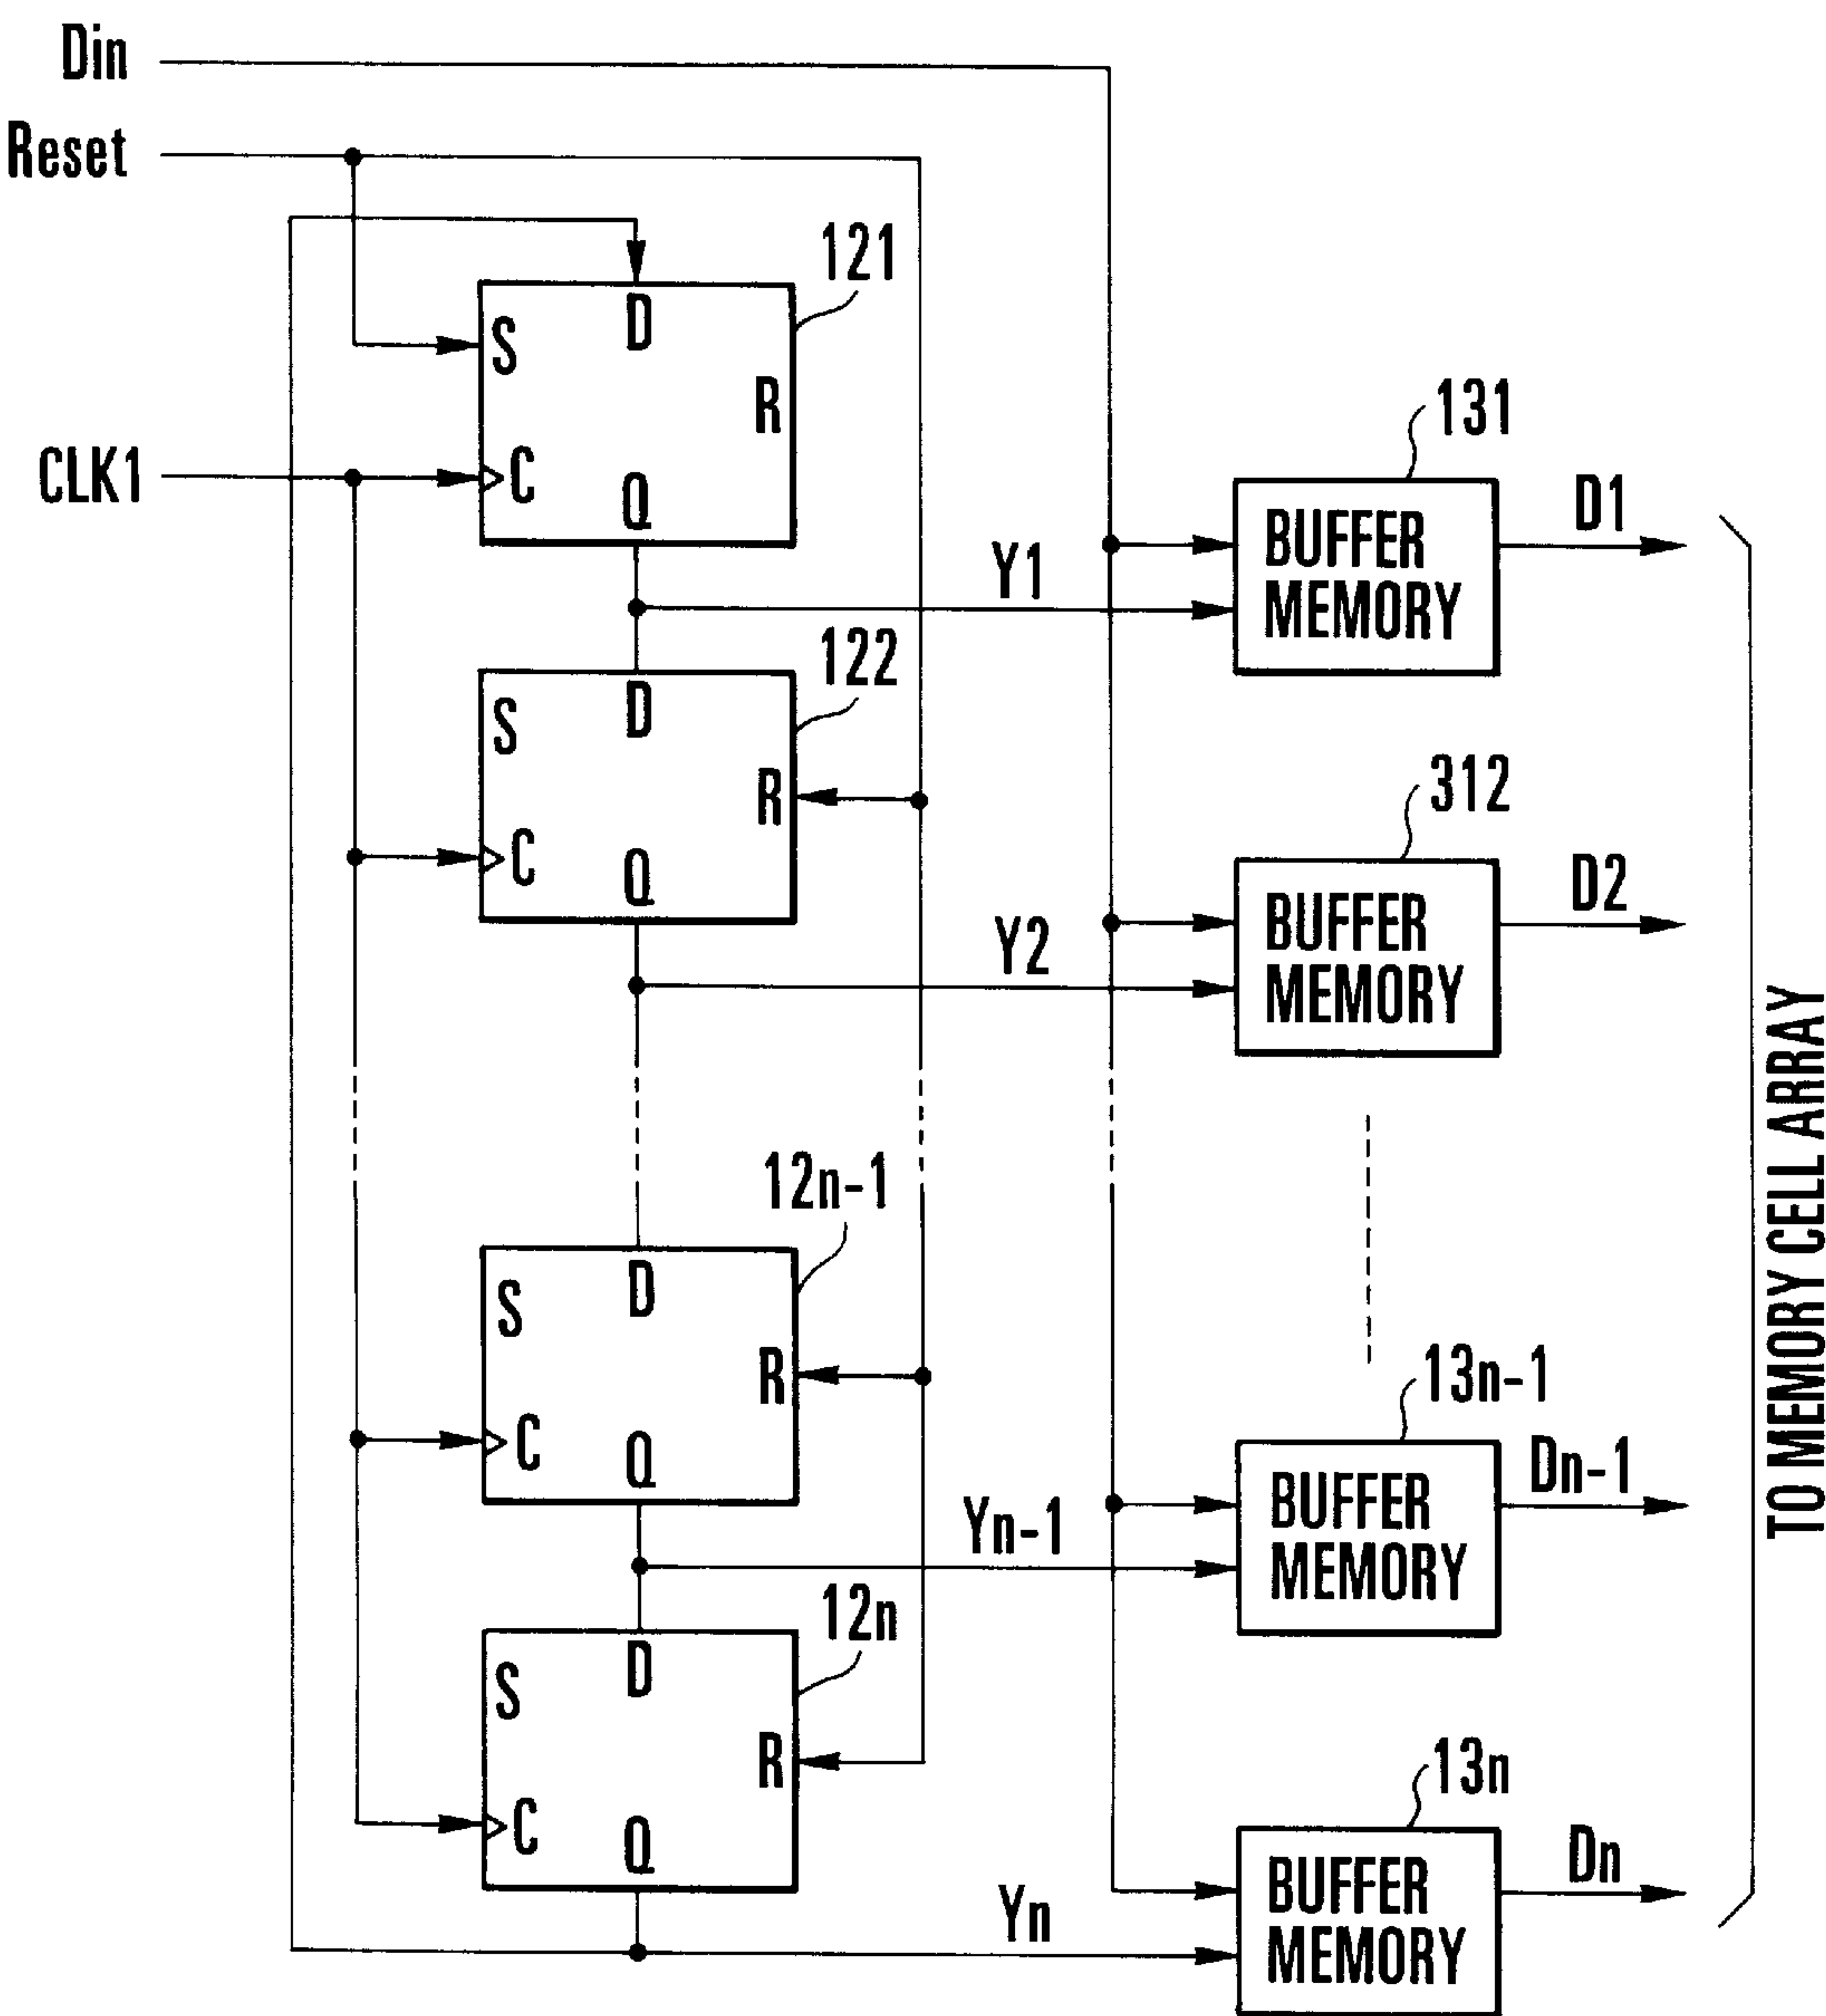 Din
Reset
121
S
D
R
C
Q
CLK1
131
BUFFER
MEMORY
D1
Y1
122
S
D
R
C
Q
312
BUFFER
MEMORY
D2
Y2
12n-1
S
D
R
C
Q
13n-1
BUFFER
MEMORY
Dn-1
Yn-1
12n
S
D
R
C
Q
13n
BUFFER
MEMORY
Dn
Yn
TO MEMORY CELL ARRAY